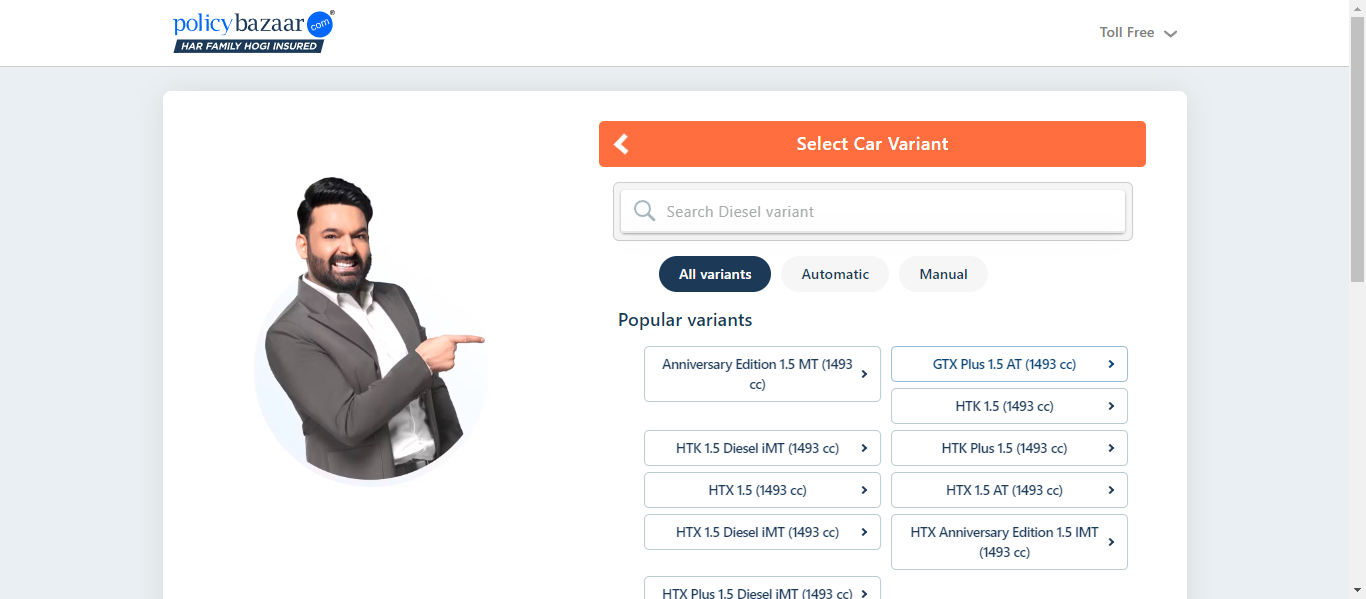 policybazaar.com®
HAR FAMILY HOGI INSURED
Toll Free
Select Car Variant
Search Diesel variant
All variants
Automatic
Manual
Popular variants
Anniversary Edition 1.5 MT (1493
cc)
GTX Plus 1.5 AT (1493 cc)
HTK 1.5 (1493 cc)
HTK 1.5 Diesel iMT (1493 cc)
HTK Plus 1.5 (1493 cc)
HTX 1.5 (1493 cc)
HTX 1.5 AT (1493 cc)
HTX 1.5 Diesel iMT (1493 cc)
HTX Anniversary Edition 1.5 IMT
(1493 cc)
HTX Plus 1.5 Diesel iMT (1493 cc)